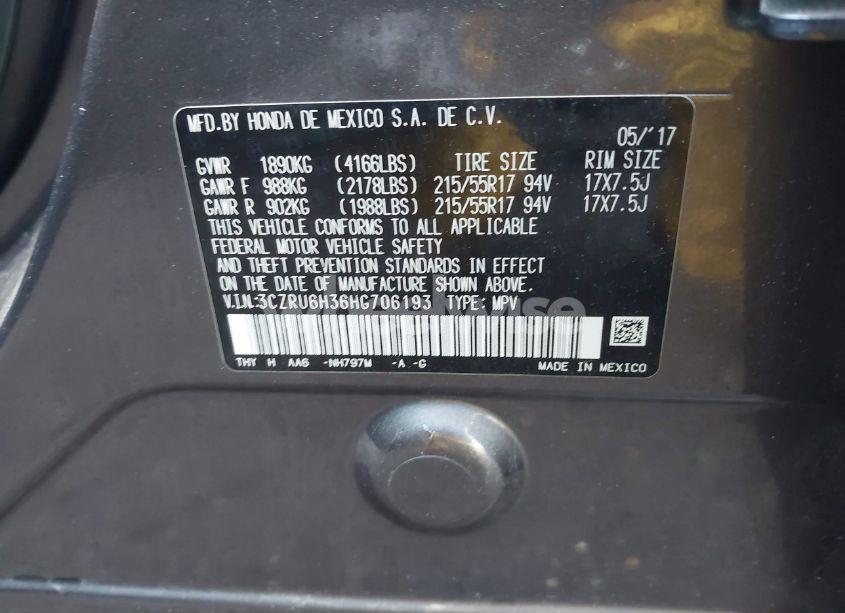 MFD.BY HONDA DE MEXICO S.A. DE C.V.
05/'17
GVWR 1890KG (4166LBS) TIRE SIZE RIM SIZE
GAWR F 988KG (2178LBS) 215/55R17 94V 17X7.5J
GAWR R 902KG (1988LBS) 215/55R17 94V 17X7.5J
THIS VEHICLE CONFORMS TO ALL APPLICABLE
FEDERAL MOTOR VEHICLE SAFETY
AND THEFT PREVENTION STANDARDS IN EFFECT
ON THE DATE OF MANUFACTURE SHOWN ABOVE.
V.I.N.:3CZRU6H36HG706193 TYPE: MPV
THY H AA6 -NH797M -A -G MADE IN MEXICO